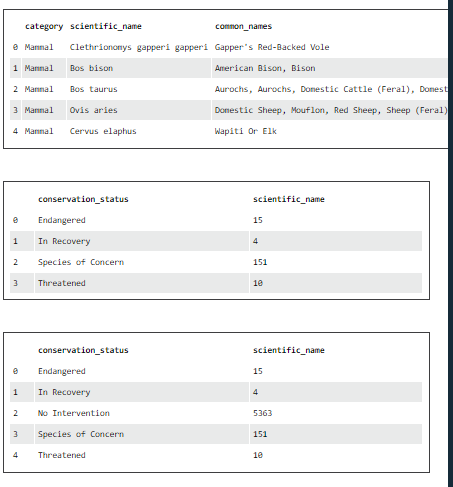 category scientific_name common_names
0 Mammal Clethrionomys gapperi gapperi Gapper's Red-Backed Vole
1 Mammal Bos bison American Bison, Bison
2 Mammal Bos taurus Aurochs, Aurochs, Domestic Cattle (Feral), Domest
3 Mammal Ovis aries Domestic Sheep, Mouflon, Red Sheep, Sheep (Feral)
4 Mammal Cervus elaphus Wapiti Or Elk
conservation_status scientific_name
0 Endangered 15
1 In Recovery 4
2 Species of Concern 151
3 Threatened 10
conservation_status scientific_name
0 Endangered 15
1 In Recovery 4
2 No Intervention 5363
3 Species of Concern 151
4 Threatened 10